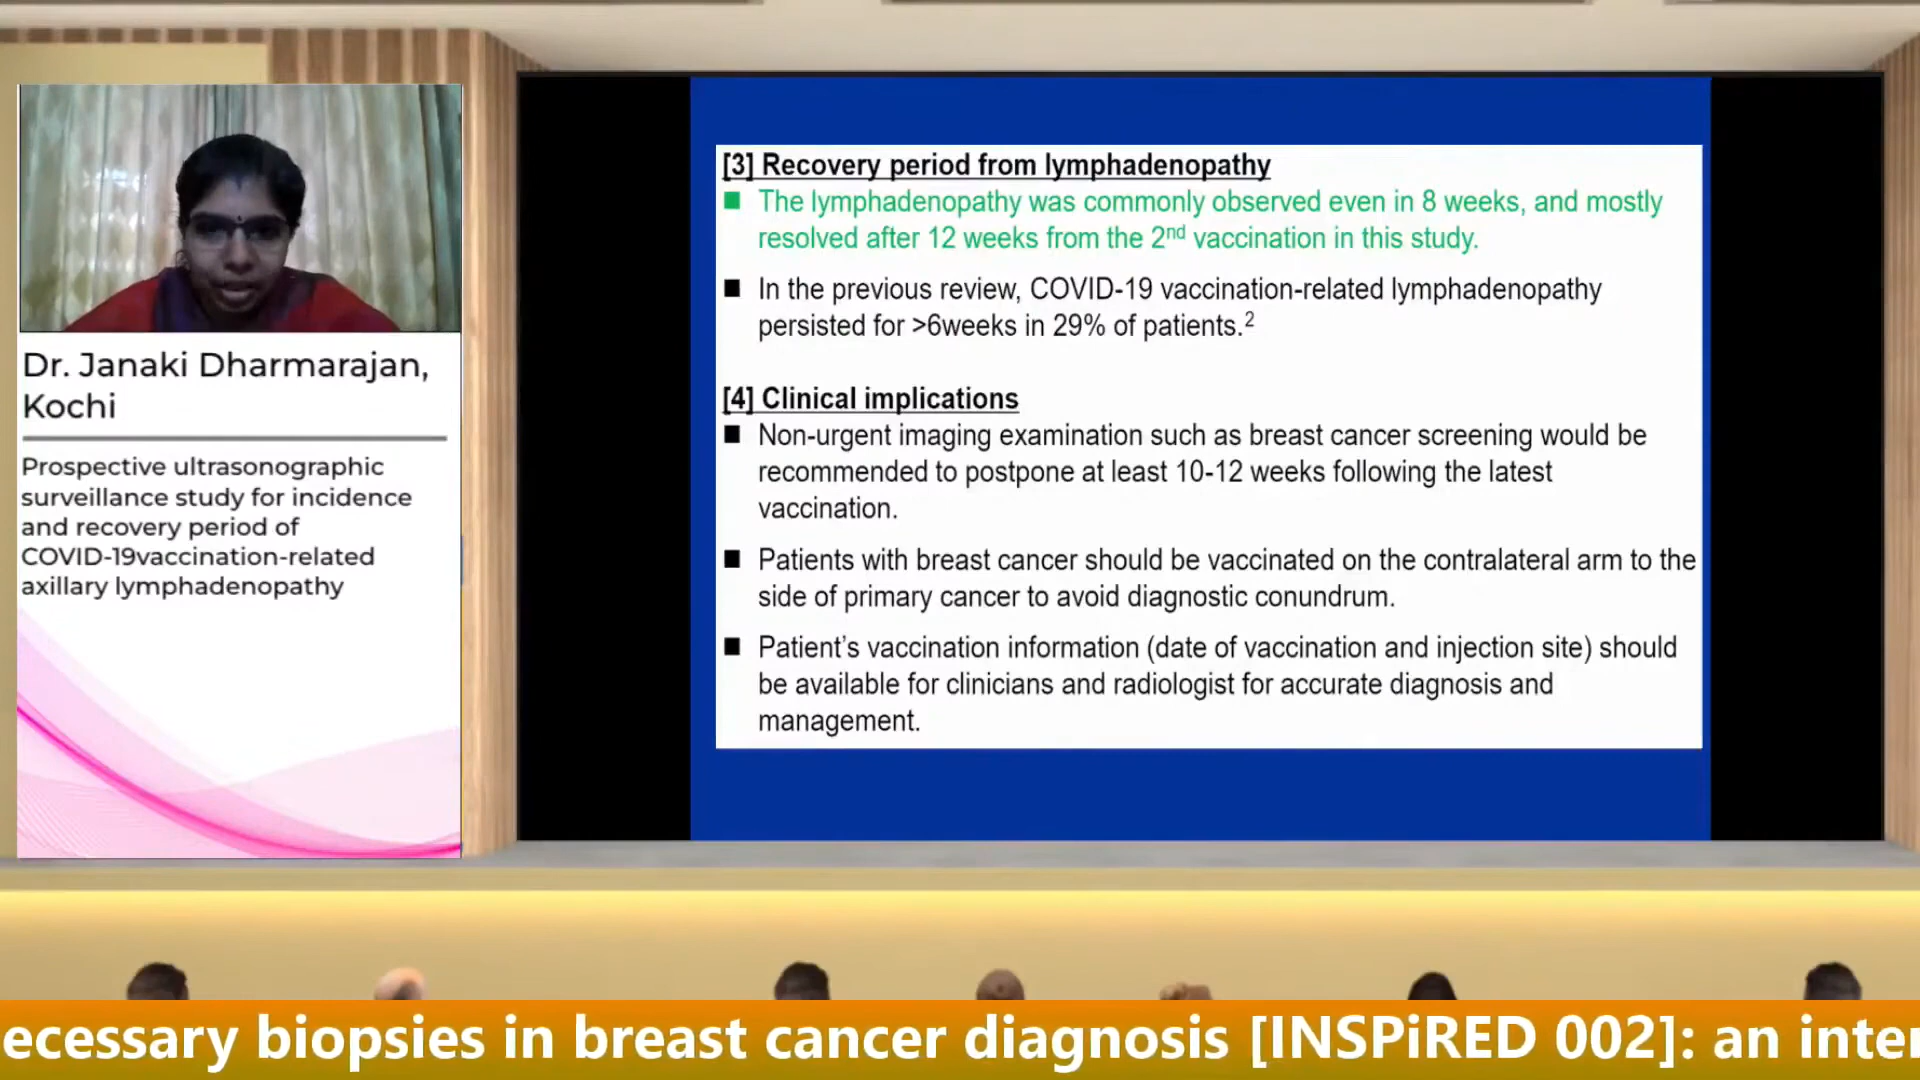 Dr. Janaki Dharmarajan,
Kochi
Prospective ultrasonographic
surveillance study for incidence
and recovery period of
COVID-19vaccination-related
axillary lymphadenopathy
[3] Recovery period from lymphadenopathy
■ The lymphadenopathy was commonly observed even in 8 weeks, and mostly
resolved after 12 weeks from the 2nd vaccination in this study.
■ In the previous review, COVID-19 vaccination-related lymphadenopathy
persisted for >6weeks in 29% of patients.2
[4] Clinical implications
■ Non-urgent imaging examination such as breast cancer screening would be
recommended to postpone at least 10-12 weeks following the latest
vaccination.
■ Patients with breast cancer should be vaccinated on the contralateral arm to the
side of primary cancer to avoid diagnostic conundrum.
■ Patient’s vaccination information (date of vaccination and injection site) should
be available for clinicians and radiologist for accurate diagnosis and
management.
ecessary biopsies in breast cancer diagnosis [INSPiRED 002]: an inter